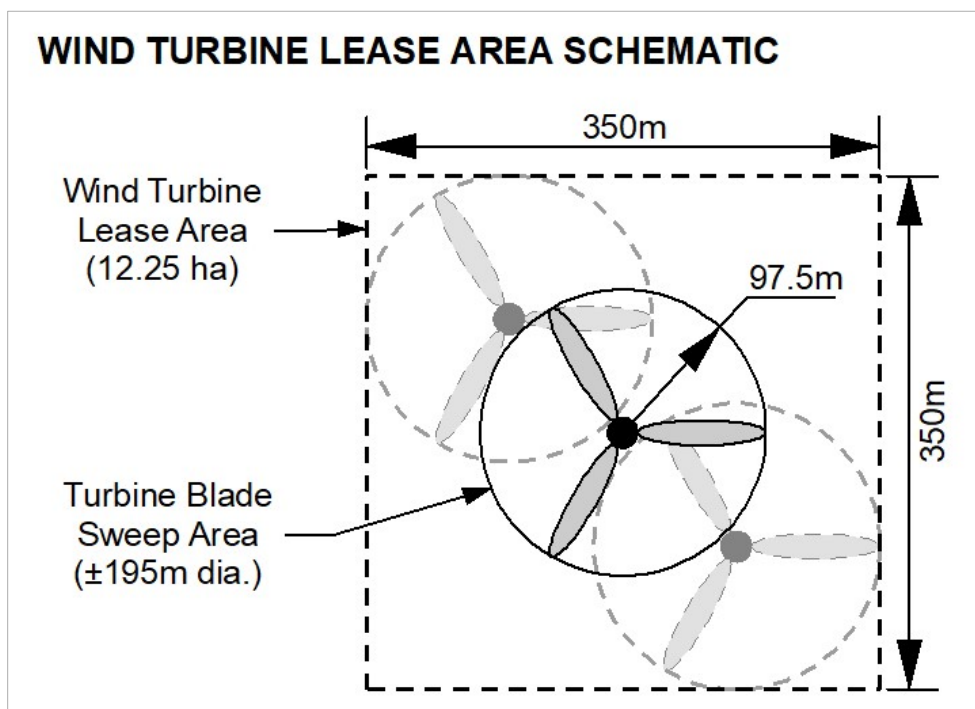 WIND TURBINE LEASE AREA SCHEMATIC
350m
Wind Turbine
Lease Area
(12.25 ha)
97.5m
350m
Turbine Blade
Sweep Area
(±195m dia.)